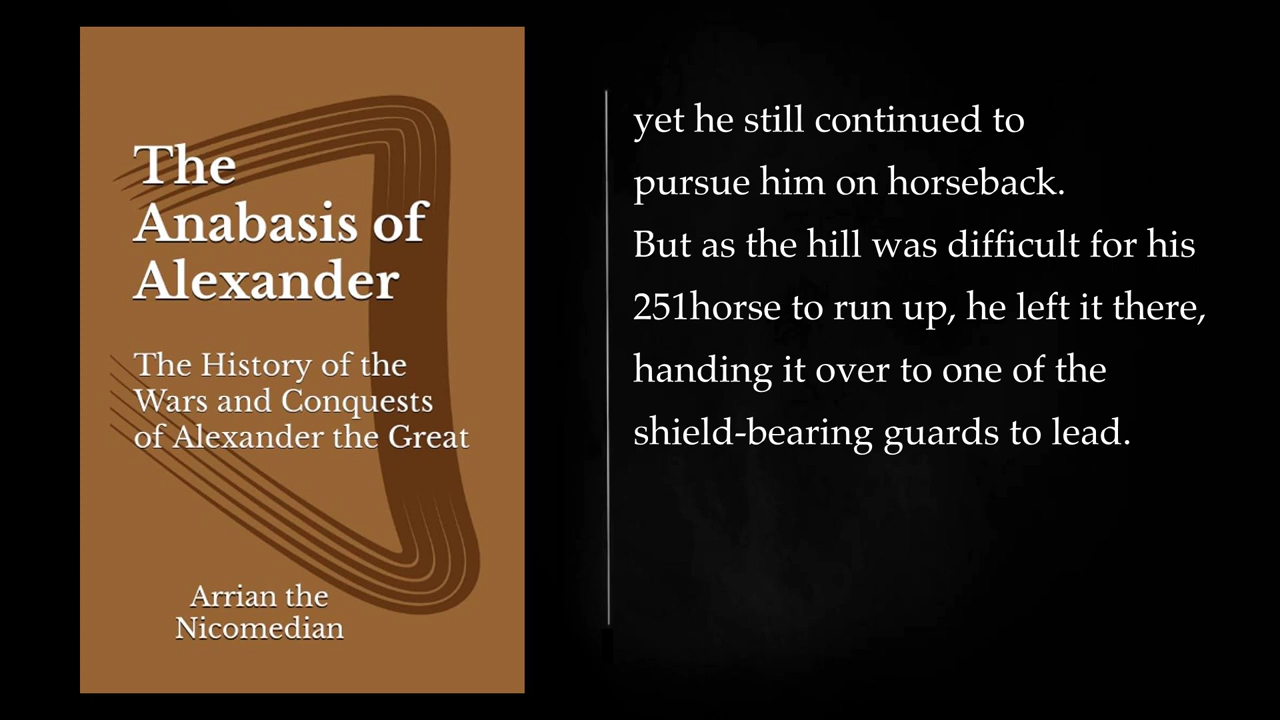 The
Anabasis of
Alexander
The History of the
Wars and Conquests
of Alexander the Great
Arrian the
Nicomedian
yet he still continued to
pursue him on horseback.
But as the hill was difficult for his
251horse to run up, he left it there,
handing it over to one of the
shield-bearing guards to lead.